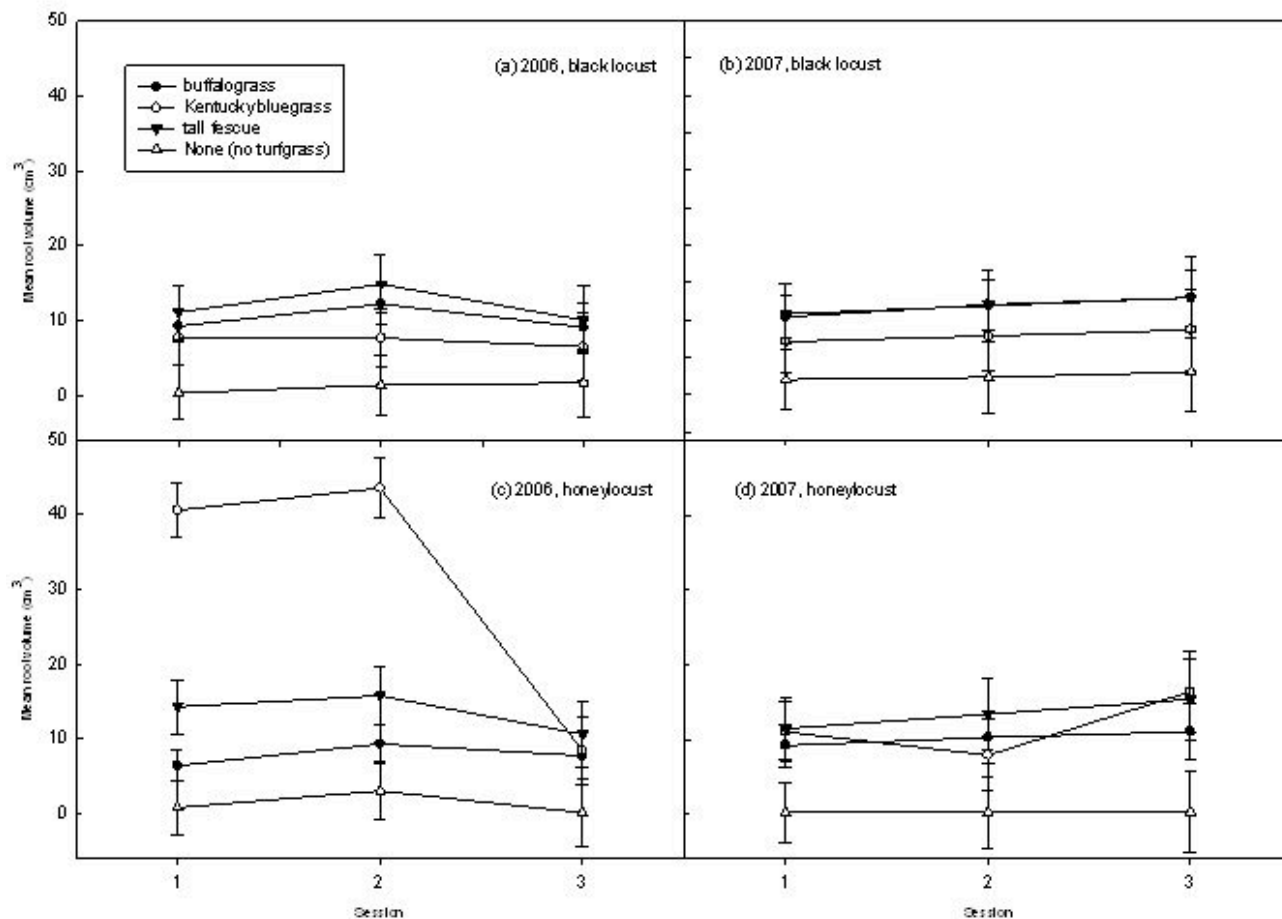 50
40
30
20
10
0
Mean root volume (cm3)
buffalograss
Kentucky bluegrass
tall fescue
None (no turfgrass)
(a) 2006, black locust
(b) 2007, black locust
50
40
30
20
10
0
Mean root volume (cm3)
(c) 2006, honeylocust
(d) 2007, honeylocust
1
2
3
Session
1
2
3
Session